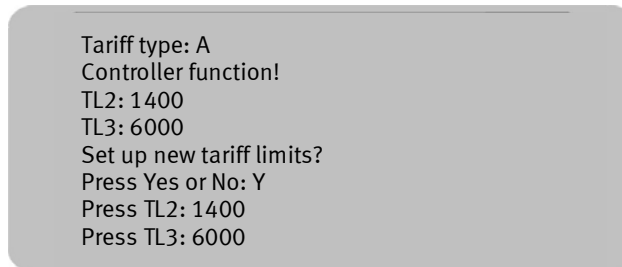 Tariff type: A
Controller function!
TL2: 1400
TL3: 6000
Set up new tariff limits?
Press Yes or No: Y
Press TL2: 1400
Press TL3: 6000